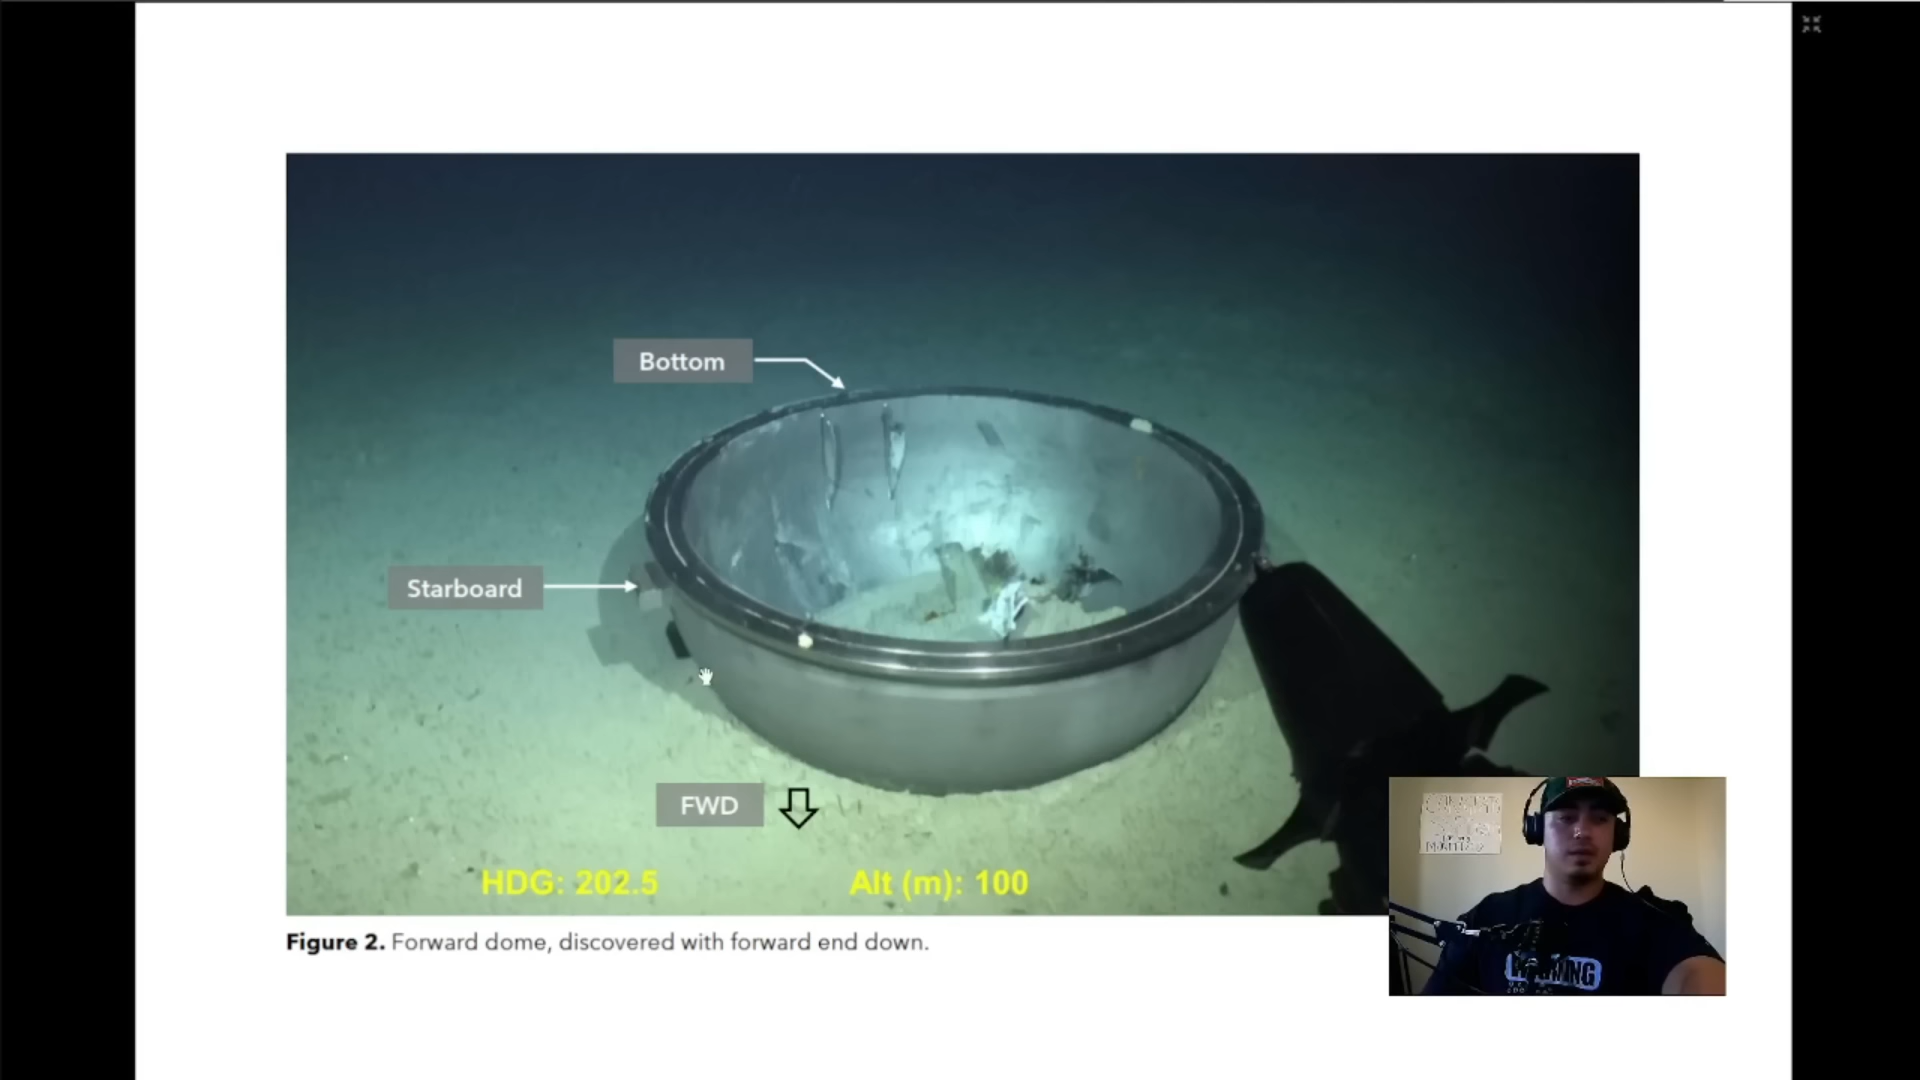 Bottom
Starboard
FWD
HDG: 202.5
Alt (m): 100
Figure 2. Forward dome, discovered with forward end down.